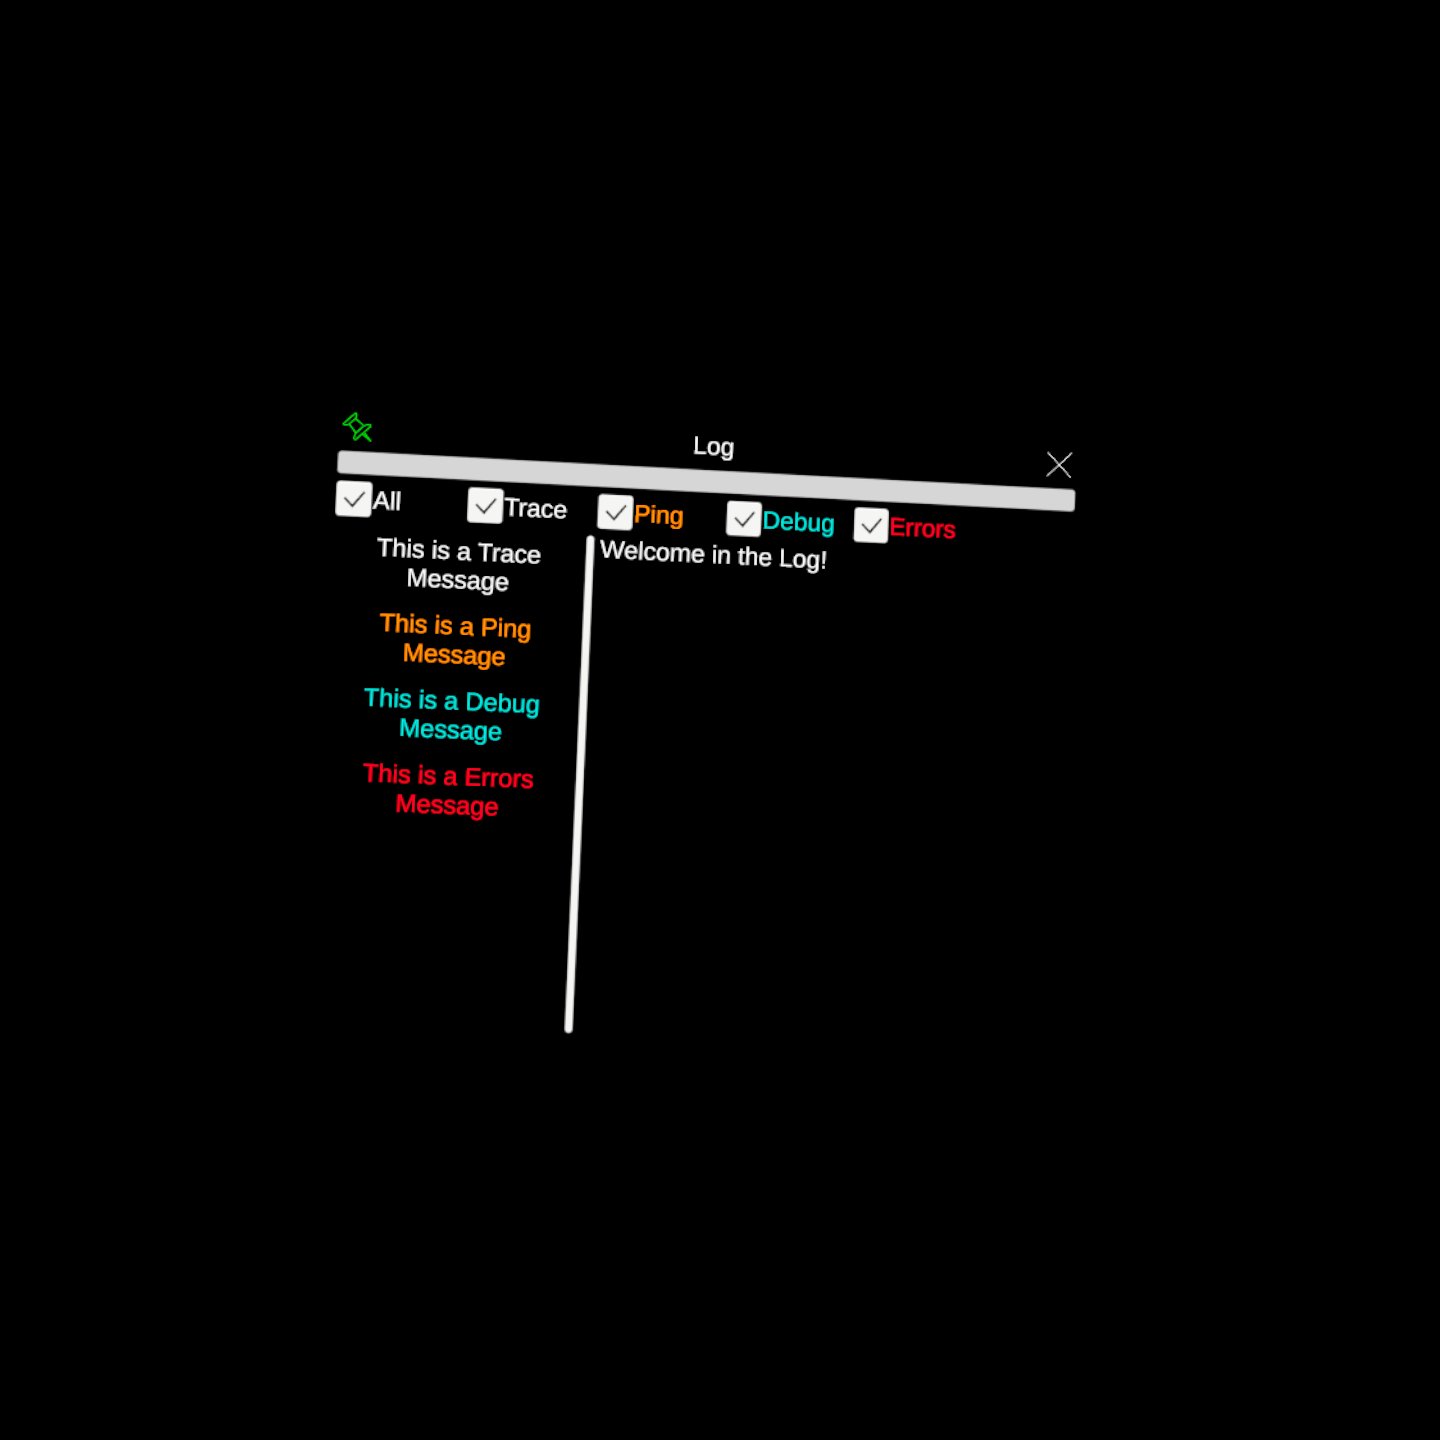 Log
All
Trace
Ping
Debug
Errors
This is a Trace
Message
This is a Ping
Message
This is a Debug
Message
This is a Errors
Message
Welcome in the Log!